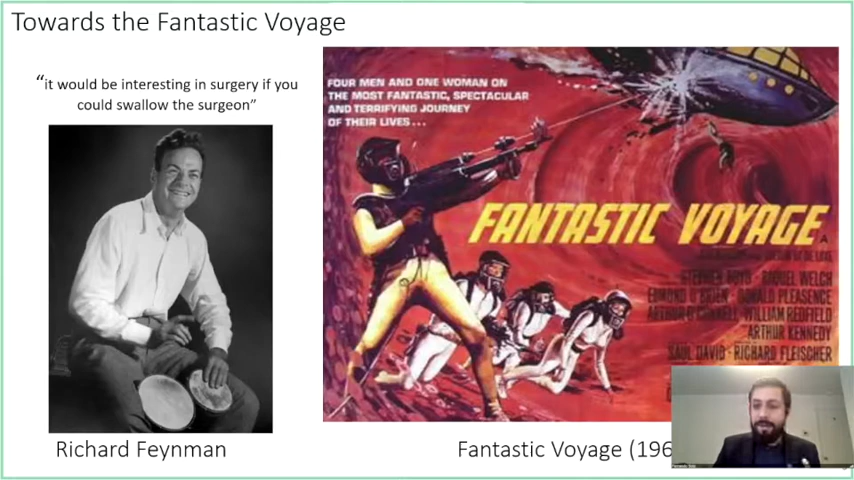 Towards the Fantastic Voyage
“it would be interesting in surgery if you
could swallow the surgeon”
FOUR MEN AND ONE WOMAN ON
THE MOST FANTASTIC, SPECTACULAR
AND TERRIFYING JOURNEY
OF THEIR LIVES...
FANTASTIC VOYAGE
STEPHEN BOYD · RAQUEL WELCH
EDMOND O'BRIEN · DONALD PLEASENCE
ARTHUR O'CONNELL · WILLIAM REDFIELD
ARTHUR KENNEDY
SAUL DAVID · RICHARD FLEISCHER
Richard Feynman
Fantastic Voyage (196